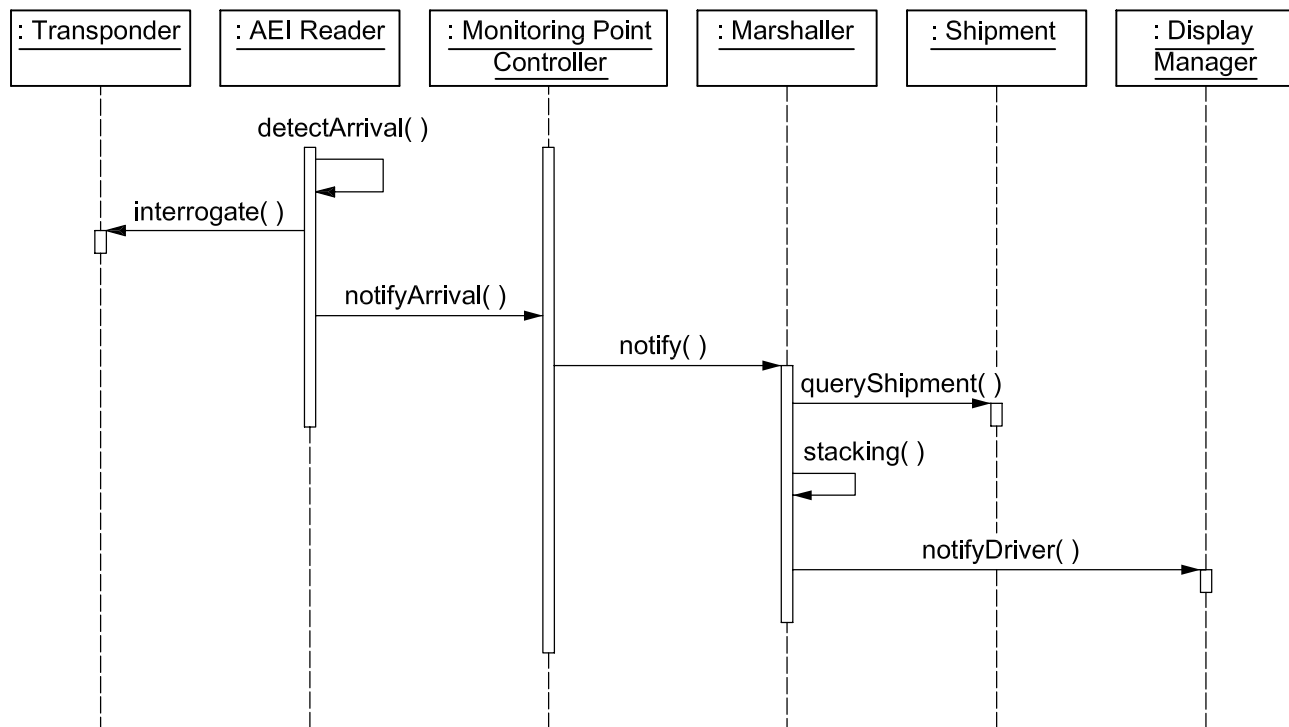 : Transponder
: AEI Reader
: Monitoring Point
Controller
: Marshaller
: Shipment
: Display
Manager
detectArrival( )
interrogate( )
notifyArrival( )
notify( )
queryShipment( )
stacking( )
notifyDriver( )